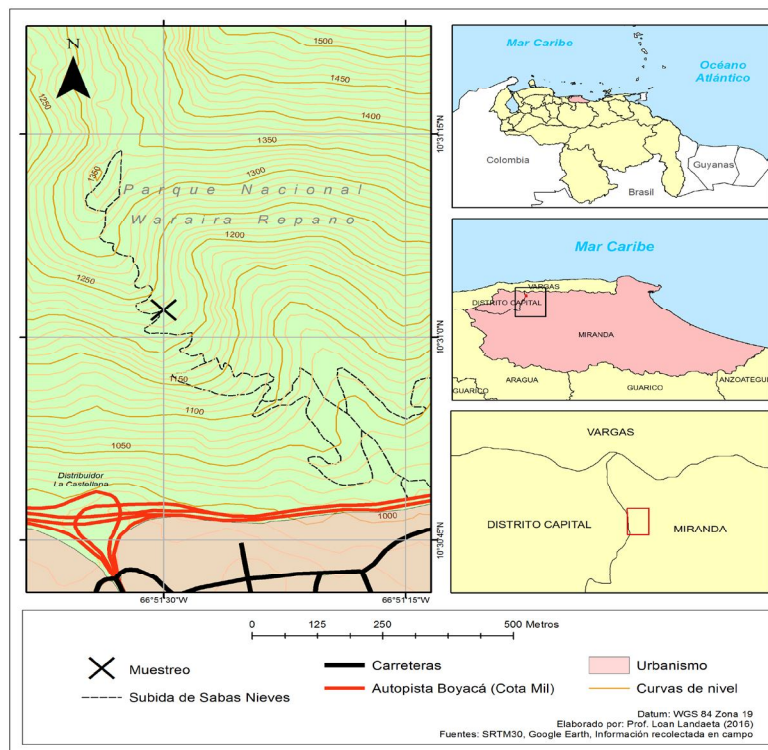 N
1500
1450
1400
1350
1300
1250
1350
Parque Nacional
Waraira Repano
1200
1250
1150
1100
1050
1000
Distribuidor
La Castellana
10°31'15"N
10°31'0"N
10°30'45"N
66°51'30"W
66°51'15"W
Mar Caribe
Océano
Atlántico
Colombia
Guyanas
Brasil
Mar Caribe
VARGAS
DISTRITO CAPITAL
MIRANDA
GUARICO
ARAGUA
GUARICO
ANZOATEGUI
VARGAS
DISTRITO CAPITAL
MIRANDA
0 125 250 500 Metros
Muestreo
Subida de Sabas Nieves
Carreteras
Autopista Boyacá (Cota Mil)
Urbanismo
Curvas de nivel
Datum: WGS 84 Zona 19
Elaborado por: Prof. Loan Landaeta (2016)
Fuentes: SRTM30, Google Earth, Información recolectada en campo